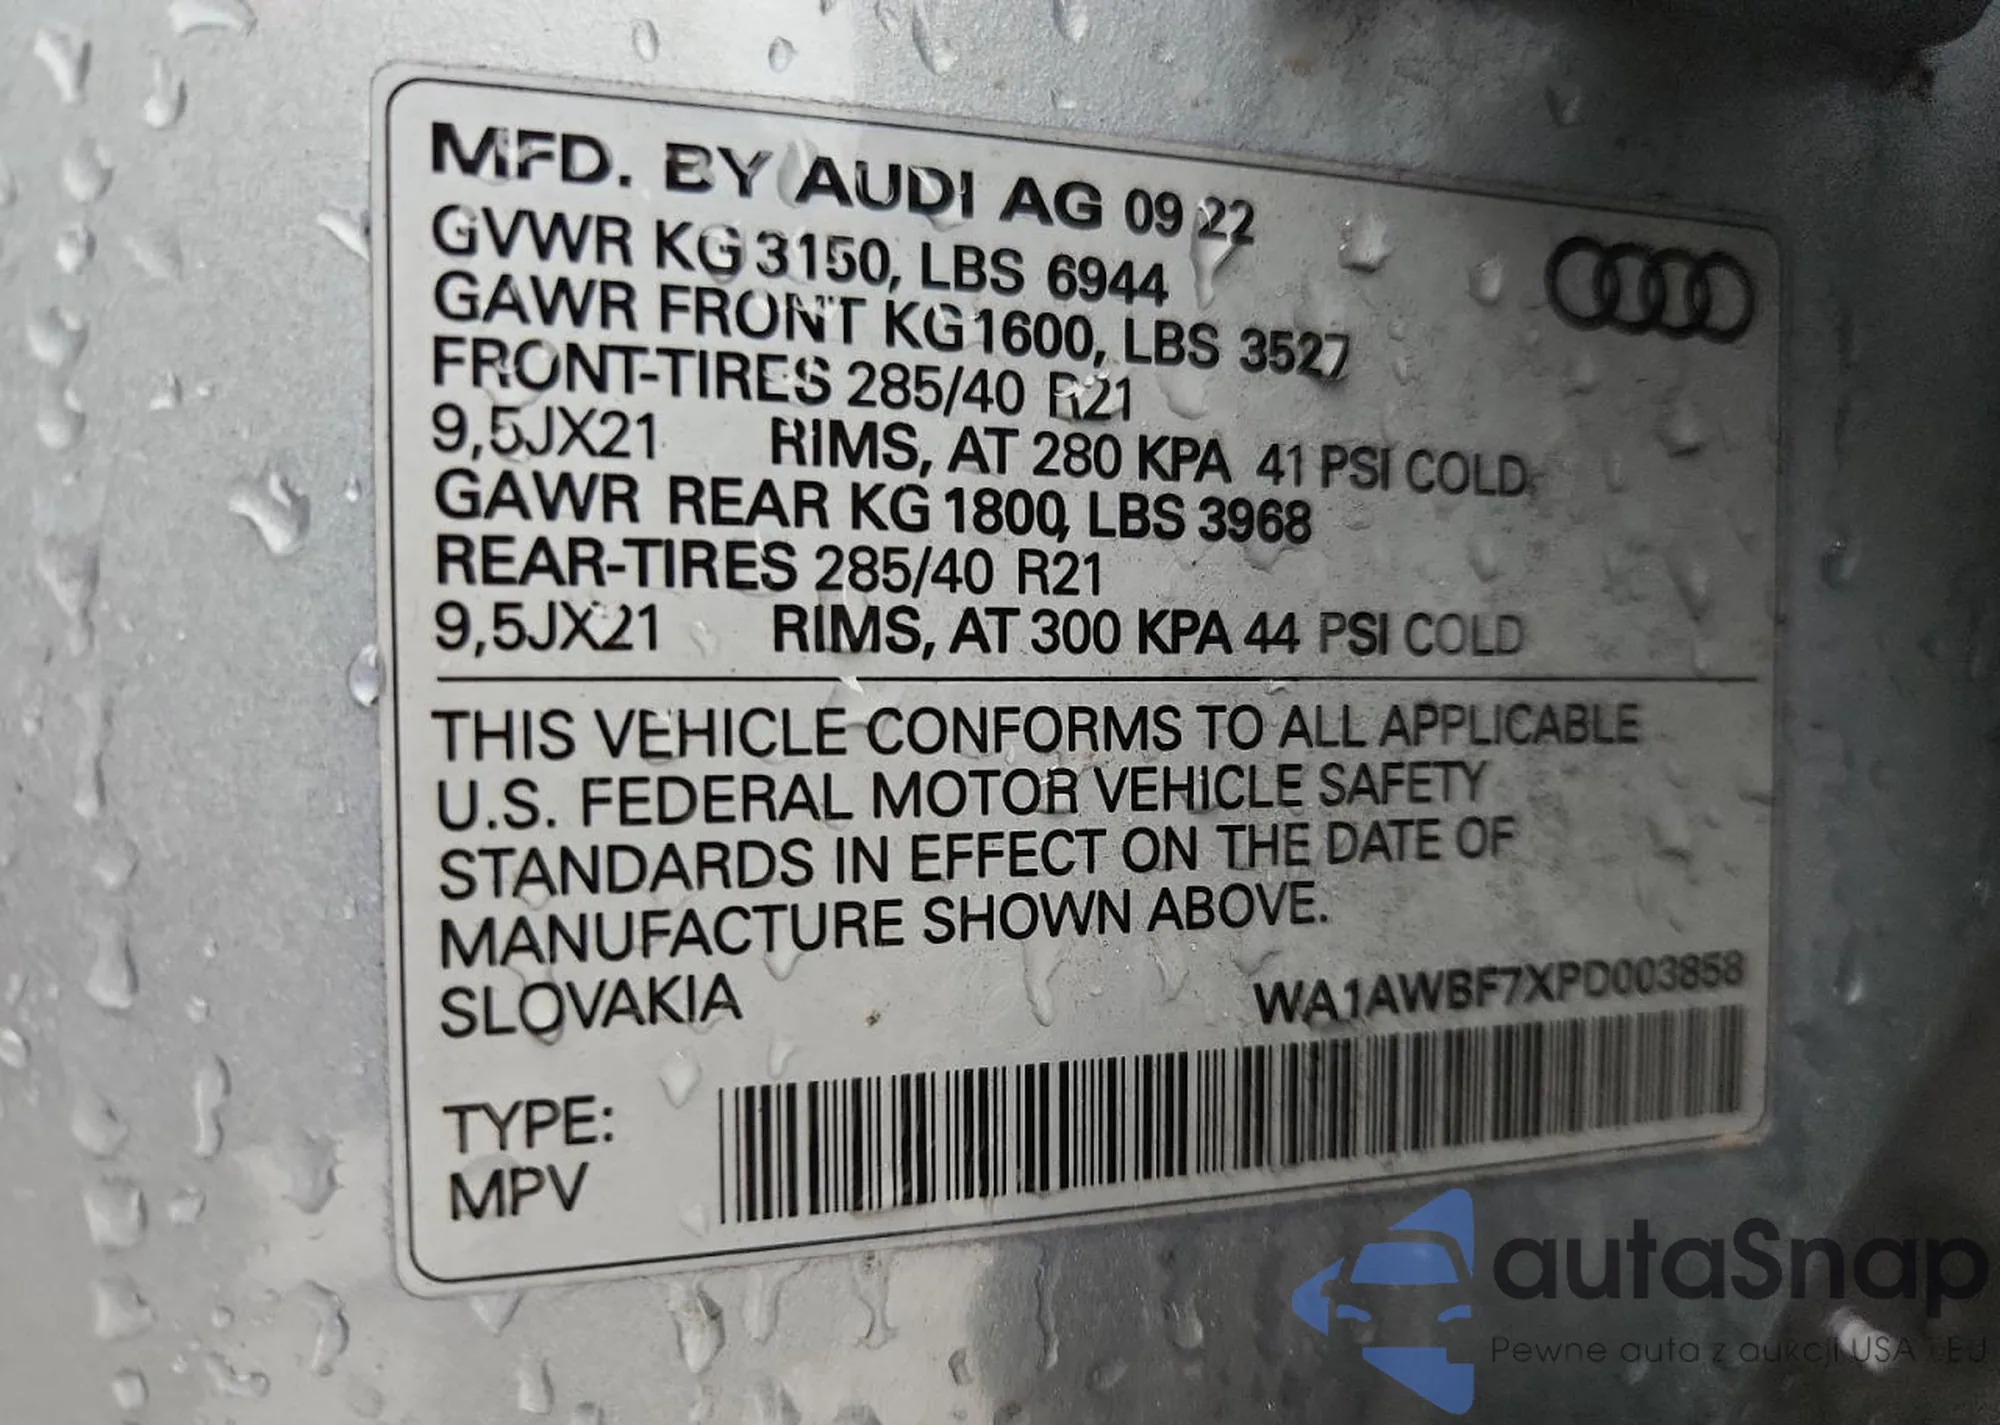 MFD. BY AUDI AG 09 22
GVWR KG 3150, LBS 6944
GAWR FRONT KG 1600, LBS 3527
FRONT-TIRES 285/40 R21
9,5JX21 RIMS, AT 280 KPA 41 PSI COLD
GAWR REAR KG 1800, LBS 3968
REAR-TIRES 285/40 R21
9,5JX21 RIMS, AT 300 KPA 44 PSI COLD
THIS VEHICLE CONFORMS TO ALL APPLICABLE
U.S. FEDERAL MOTOR VEHICLE SAFETY
STANDARDS IN EFFECT ON THE DATE OF
MANUFACTURE SHOWN ABOVE.
SLOVAKIA WA1AWBF7XPD003858
TYPE:
MPV
autaSnap
Pewne auta z aukcji USA i EU